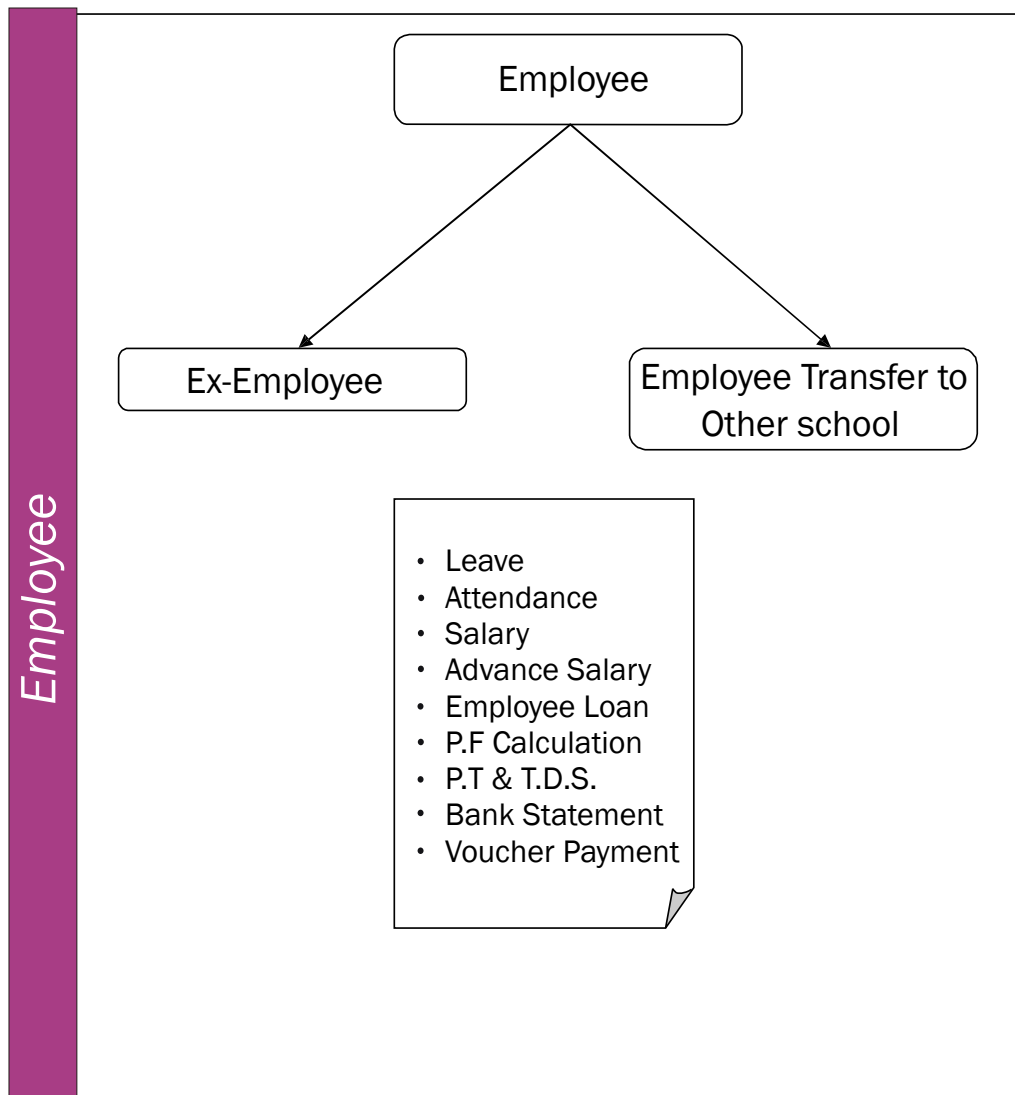 Employee
Ex-Employee
Employee Transfer to
Other school
Employee
• Leave
• Attendance
• Salary
• Advance Salary
• Employee Loan
• P.F Calculation
• P.T & T.D.S.
• Bank Statement
• Voucher Payment